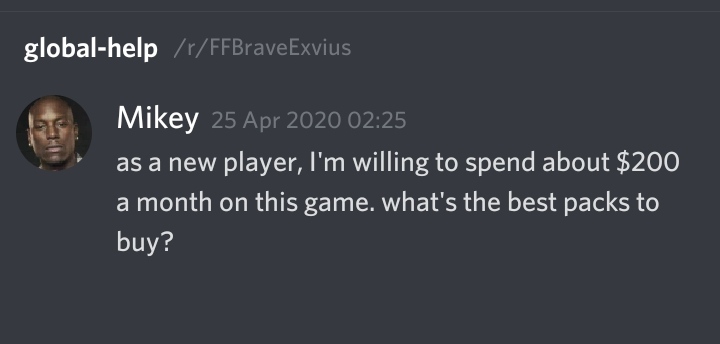 global-help /r/FFBraveExvius
Mikey 25 Apr 2020 02:25
as a new player, I'm willing to spend about $200
a month on this game. what's the best packs to
buy?